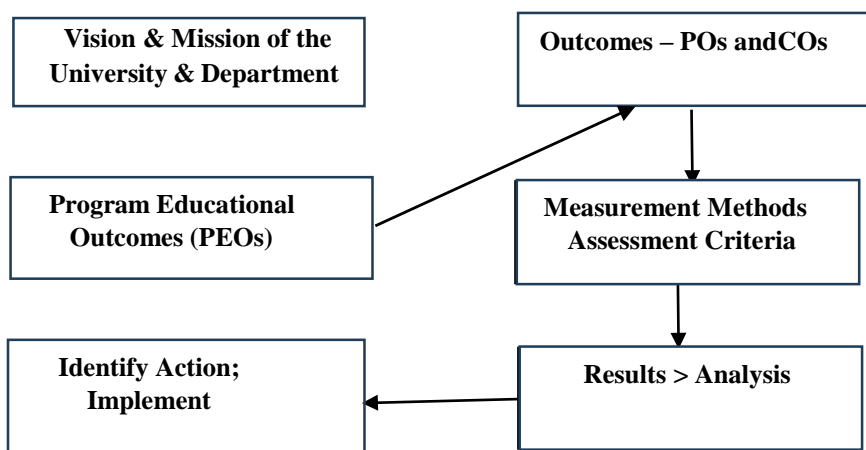 Vision & Mission of the
University & Department
Outcomes – POs andCOs
Program Educational
Outcomes (PEOs)
Measurement Methods
Assessment Criteria
Identify Action;
Implement
Results > Analysis